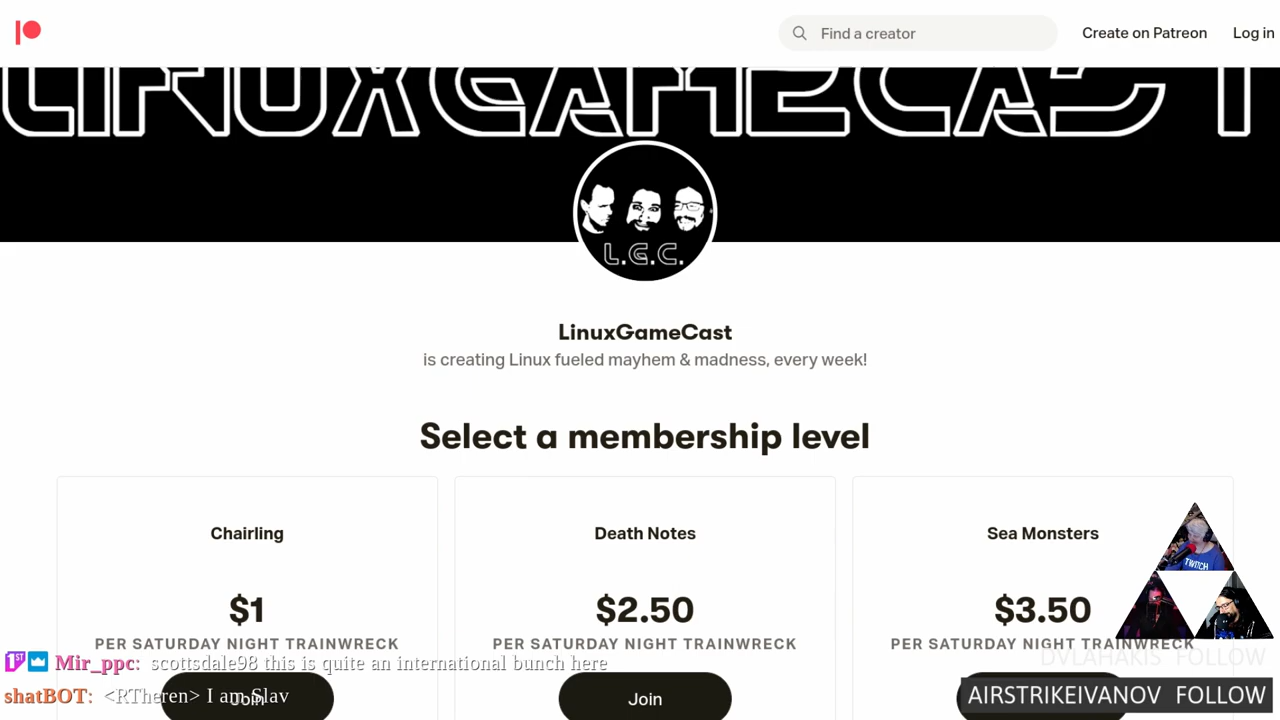 Find a creator
Create on Patreon
Log in
LINUXGAMECAST
L.G.C.
LinuxGameCast
is creating Linux fueled mayhem & madness, every week!
Select a membership level
Chairling
Death Notes
Sea Monsters
$1
$2.50
$3.50
PER SATURDAY NIGHT TRAINWRECK
PER SATURDAY NIGHT TRAINWRECK
PER SATURDAY NIGHT TRAINWRECK
Join
Join
1ST Mir_ppc: scottsdale98 this is quite an international bunch here
shatBOT: <RTheren> I am Slav
TWITCH
DVLAHAKIS FOLLOW
AIRSTRIKEIVANOV FOLLOW